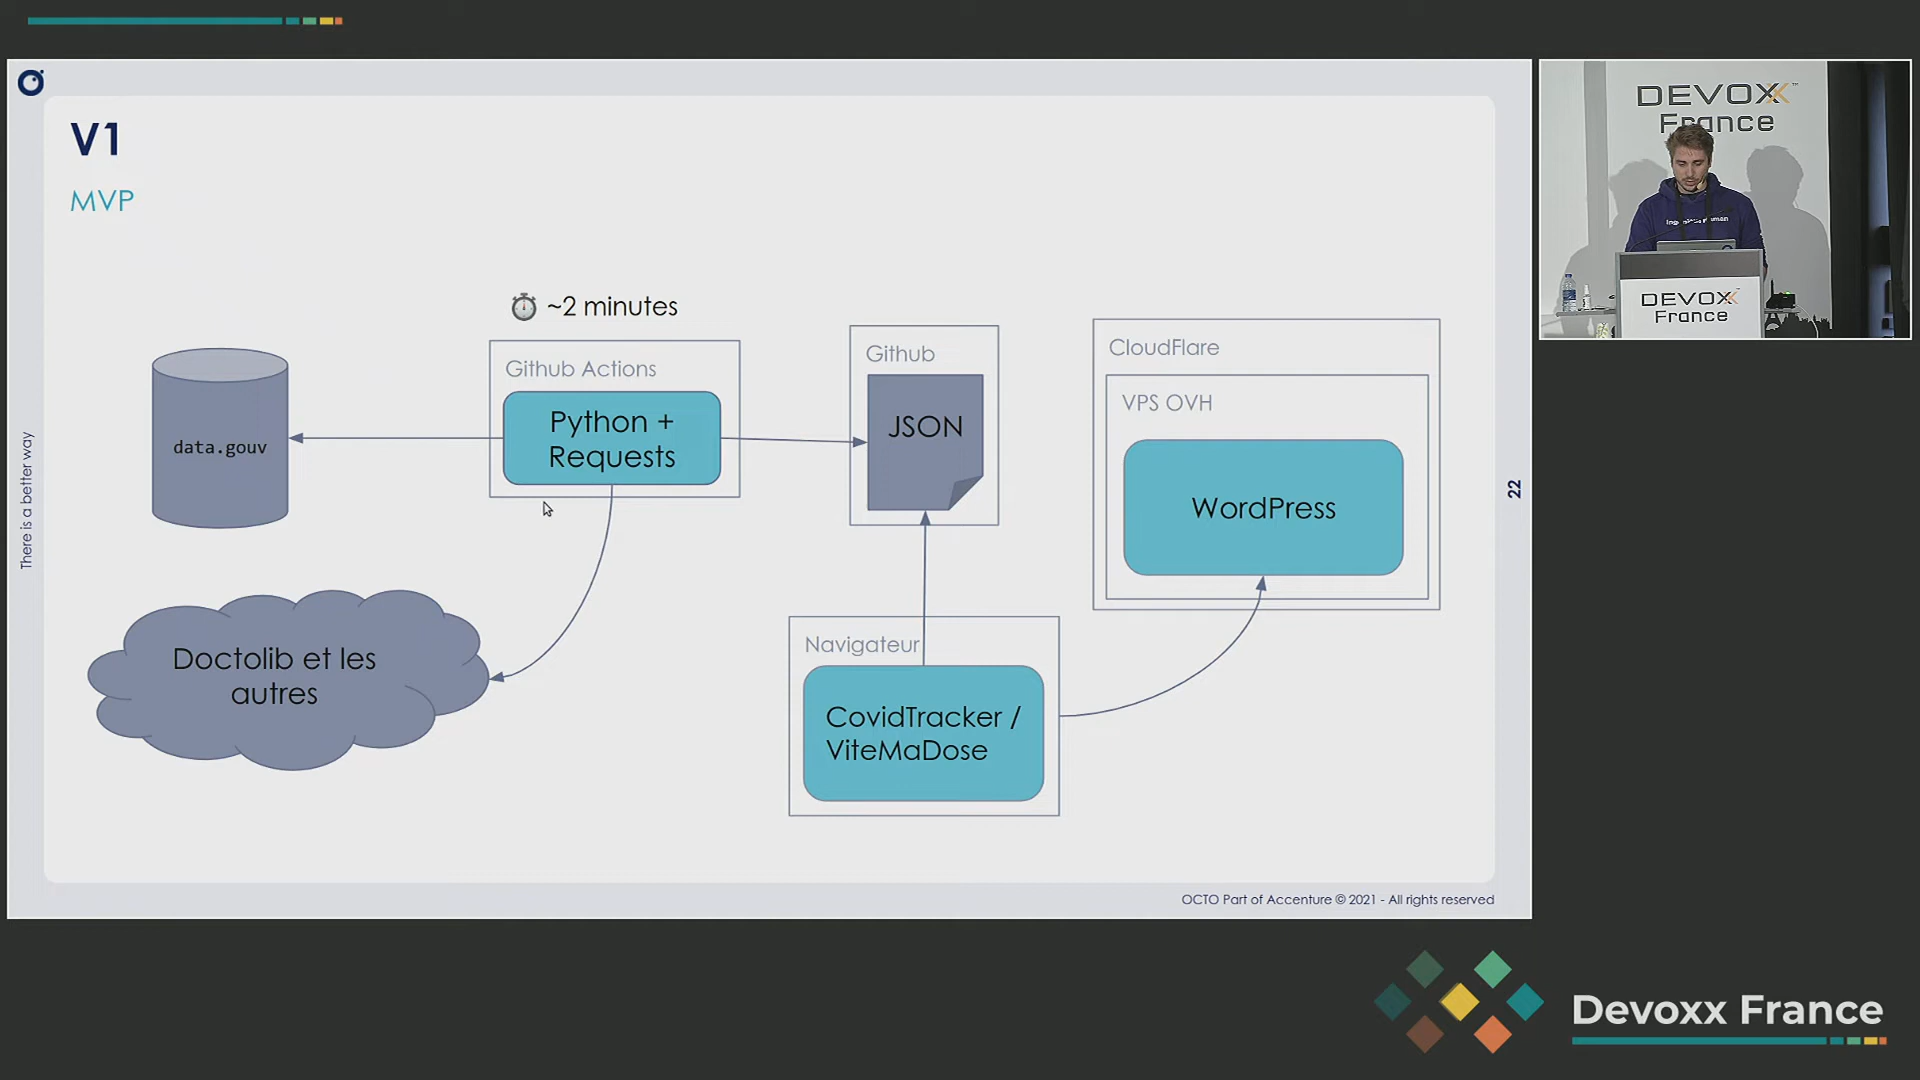 V1
MVP
~2 minutes
Github Actions
Python +
Requests
data.gouv
Doctolib et les
autres
Github
JSON
CloudFlare
VPS OVH
WordPress
Navigateur
CovidTracker /
ViteMaDose
There is a better way
22
OCTO Part of Accenture © 2021 - All rights reserved
DEVOXX™
France
DEVOXX
France
Devoxx France